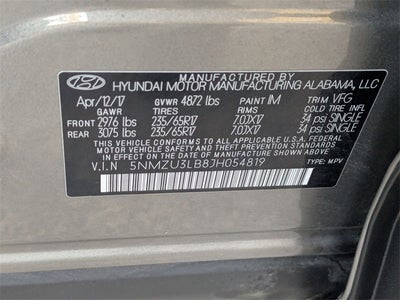 MANUFACTURED BY
HYUNDAI MOTOR MANUFACTURING ALABAMA, LLC
Apr/12/17 GVWR 4872 lbs PAINT IM TRIM VFG
GAWR TIRES RIMS COLD TIRE INFL
FRONT 2976 lbs 235/65R17 7.0JX17 34 psi SINGLE
REAR 3075 lbs 235/65R17 7.0JX17 34 psi SINGLE
THIS VEHICLE CONFORMS TO ALL APPLICABLE U.S.A. FEDERAL MOTOR VEHICLE
SAFETY AND THEFT PREVENTION STANDARDS IN EFFECT ON THE DATE OF
MANUFACTURE SHOWN ABOVE.
V.I.N 5NMZU3LB8JH054819 TYPE: MPV